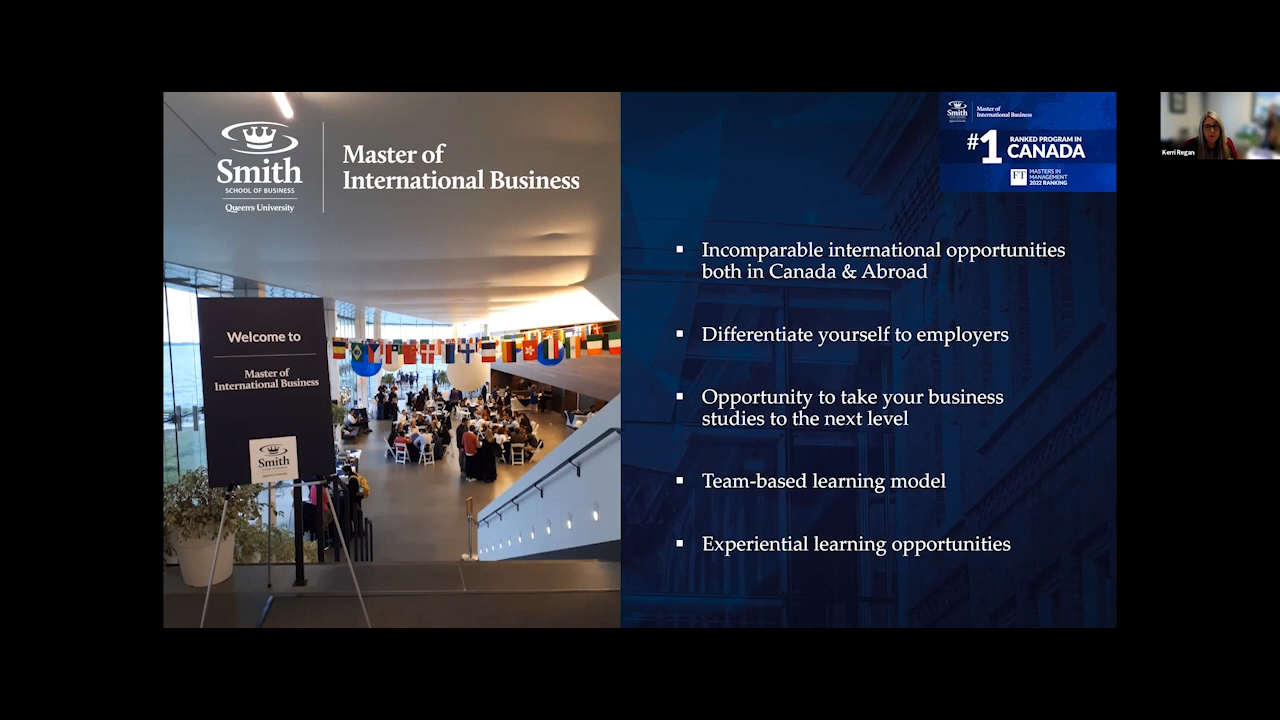 Smith
SCHOOL OF BUSINESS
Queen's University
Master of
International Business
Welcome to
Master of
International Business
Smith
Smith
Master of
International Business
#1
RANKED PROGRAM IN
CANADA
FT
MASTERS IN
MANAGEMENT
2022 RANKING
▪ Incomparable international opportunities
both in Canada & Abroad
▪ Differentiate yourself to employers
▪ Opportunity to take your business
studies to the next level
▪ Team-based learning model
▪ Experiential learning opportunities
Kerri Regan